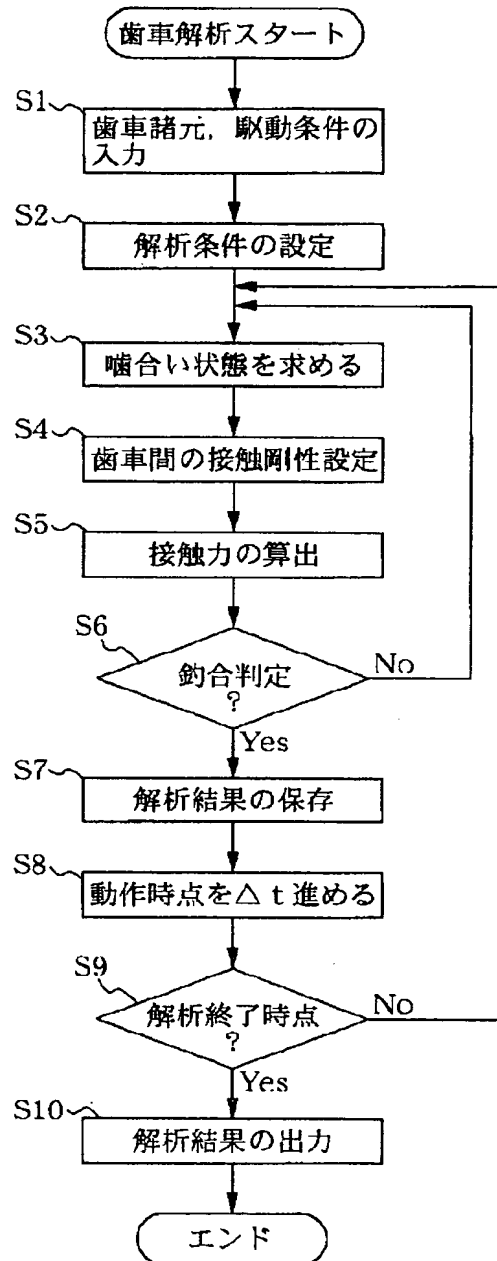 歯車解析スタート
S1
歯車諸元，駆動条件の
入力
S2
解析条件の設定
S3
噛合い状態を求める
S4
歯車間の接触剛性設定
S5
接触力の算出
S6
釣合判定
?
No
Yes
S7
解析結果の保存
S8
動作時点を△t進める
S9
解析終了時点
?
No
Yes
S10
解析結果の出力
エンド